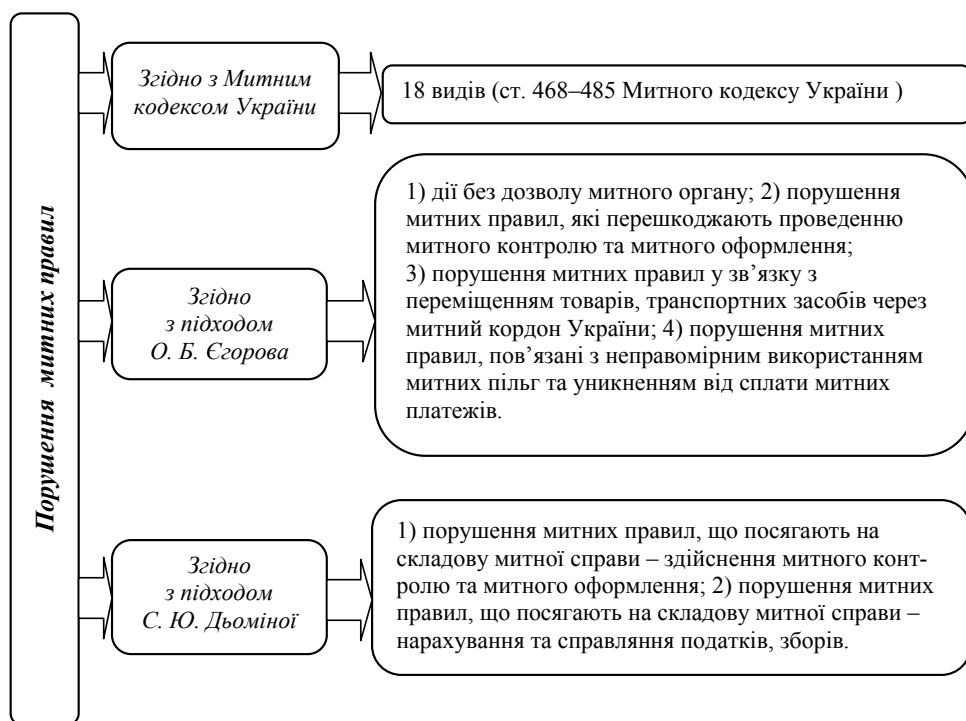 Порушення митних правил
Згідно з Митним
кодексом України
18 видів (ст. 468–485 Митного кодексу України )
Згідно
з підходом
О. Б. Єгорова
1) дії без дозволу митного органу; 2) порушення
митних правил, які перешкоджають проведенню
митного контролю та митного оформлення;
3) порушення митних правил у зв’язку з
переміщенням товарів, транспортних засобів через
митний кордон України; 4) порушення митних
правил, пов’язані з неправомірним використанням
митних пільг та уникненням від сплати митних
платежів.
Згідно
з підходом
С. Ю. Дьоміної
1) порушення митних правил, що посягають на
складову митної справи – здійснення митного конт-
ролю та митного оформлення; 2) порушення митних
правил, що посягають на складову митної справи –
нарахування та справляння податків, зборів.